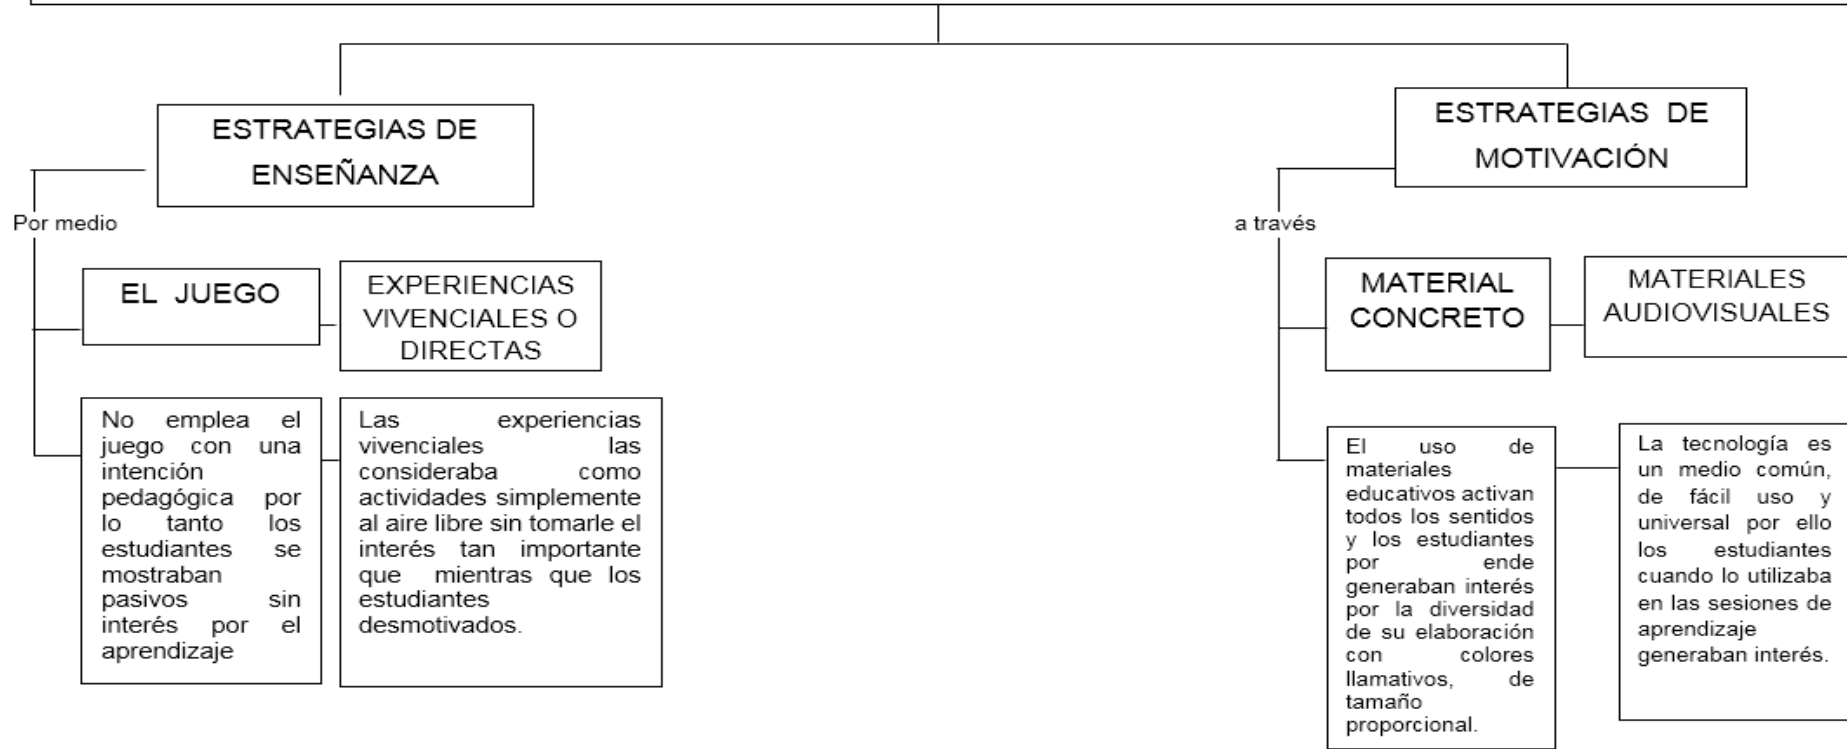 ESTRATEGIAS DE
ENSEÑANZA
Por medio
EL JUEGO
EXPERIENCIAS
VIVENCIALES O
DIRECTAS
No emplea el
juego con una
intención
pedagógica por
lo tanto los
estudiantes se
mostraban
pasivos sin
interés por el
aprendizaje
Las experiencias
vivenciales las
consideraba como
actividades simplemente
al aire libre sin tomarle el
interés tan importante
que mientras que los
estudiantes
desmotivados.
ESTRATEGIAS DE
MOTIVACIÓN
a través
MATERIAL
CONCRETO
MATERIALES
AUDIOVISUALES
El uso de
materiales
educativos activan
todos los sentidos
y los estudiantes
por ende
generaban interés
por la diversidad
de su elaboración
con colores
llamativos, de
tamaño
proporcional.
La tecnología es
un medio común,
de fácil uso y
universal por ello
los estudiantes
cuando lo utilizaba
en las sesiones de
aprendizaje
generaban interés.